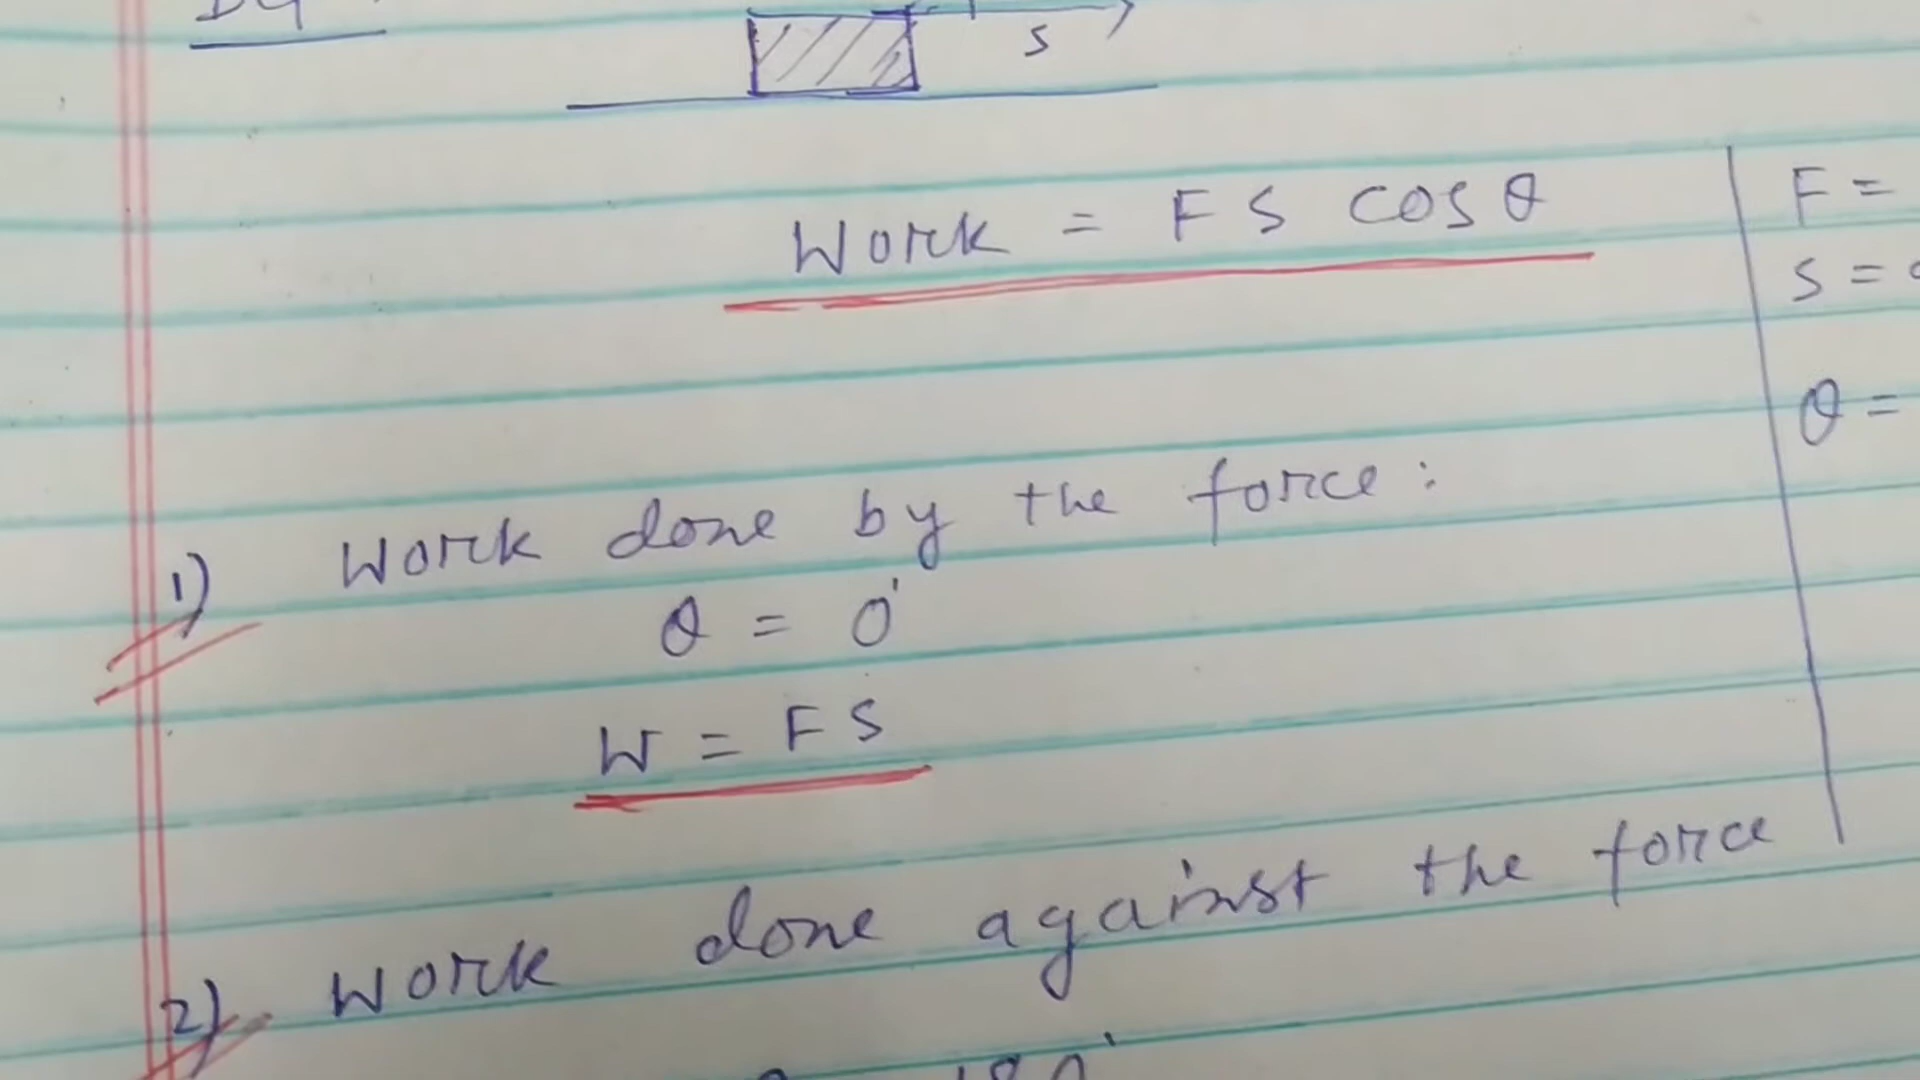 s
Work = F S cos θ
F =
S =
θ =
1) Work done by the force :
θ = 0°
W = F S
2) Work done against the force